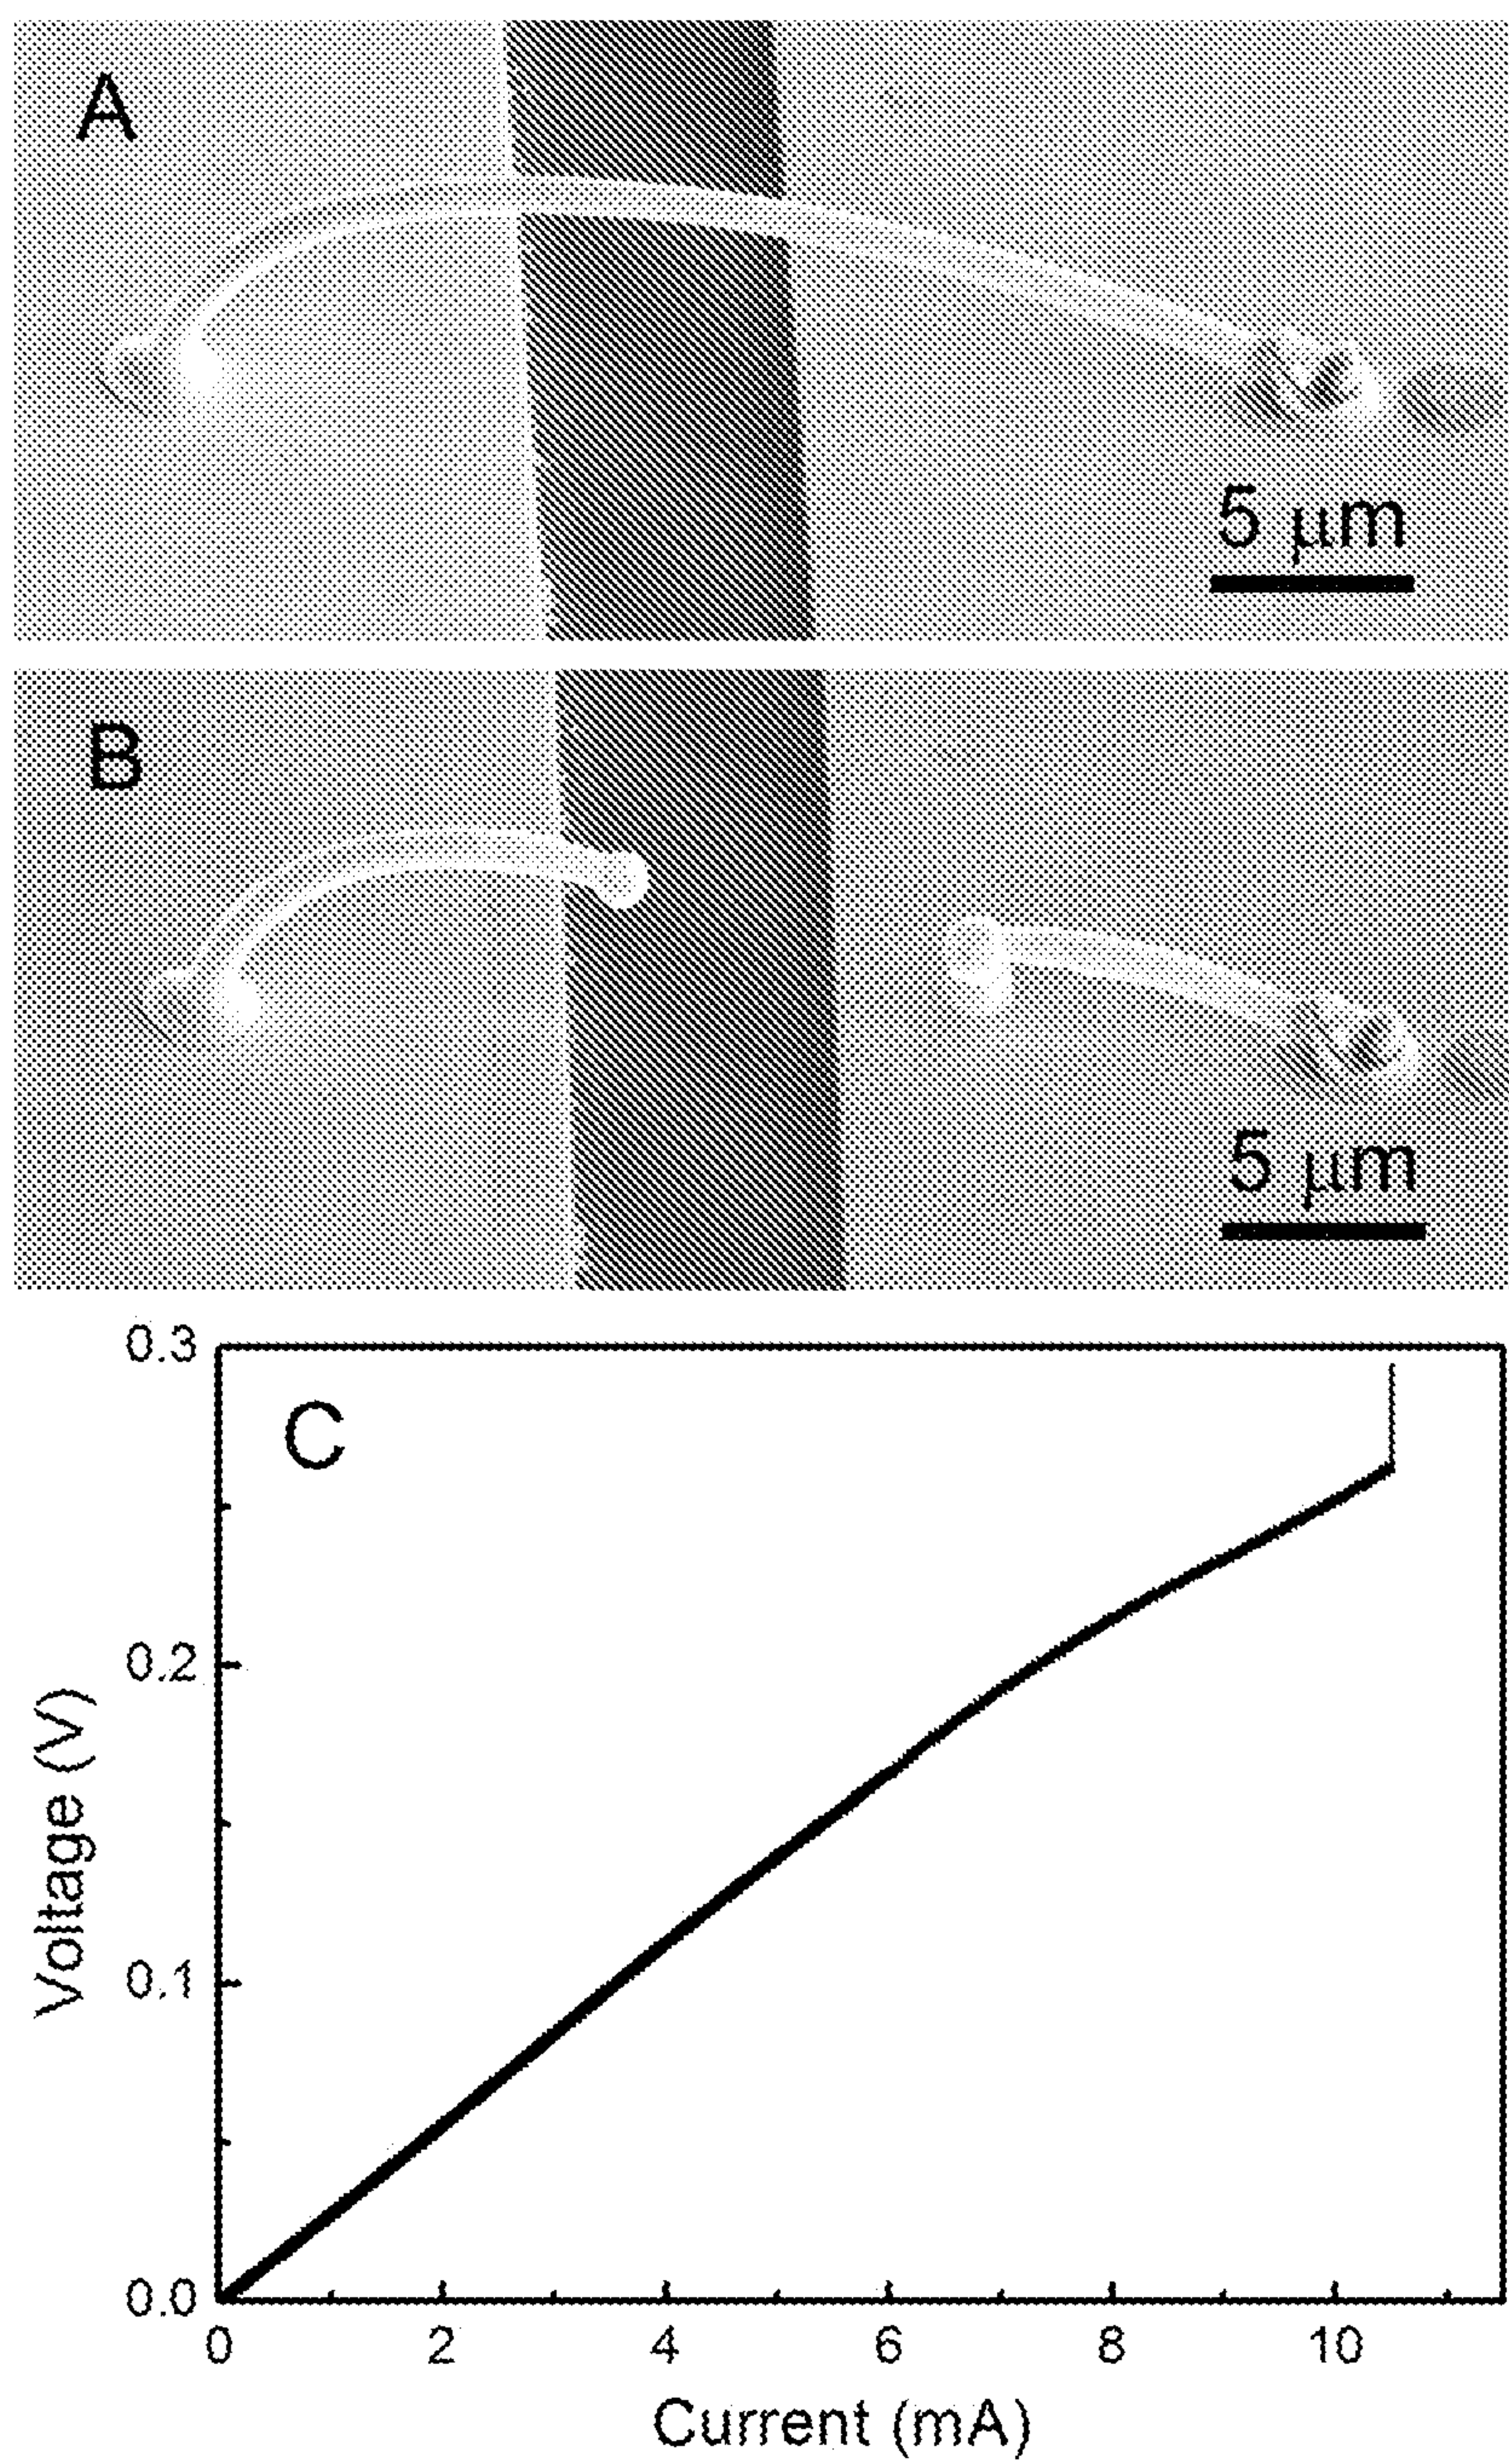 A
5 μm
B
5 μm
C
0.3
0.2
0.1
0.0
Voltage (V)
0 2 4 6 8 10
Current (mA)